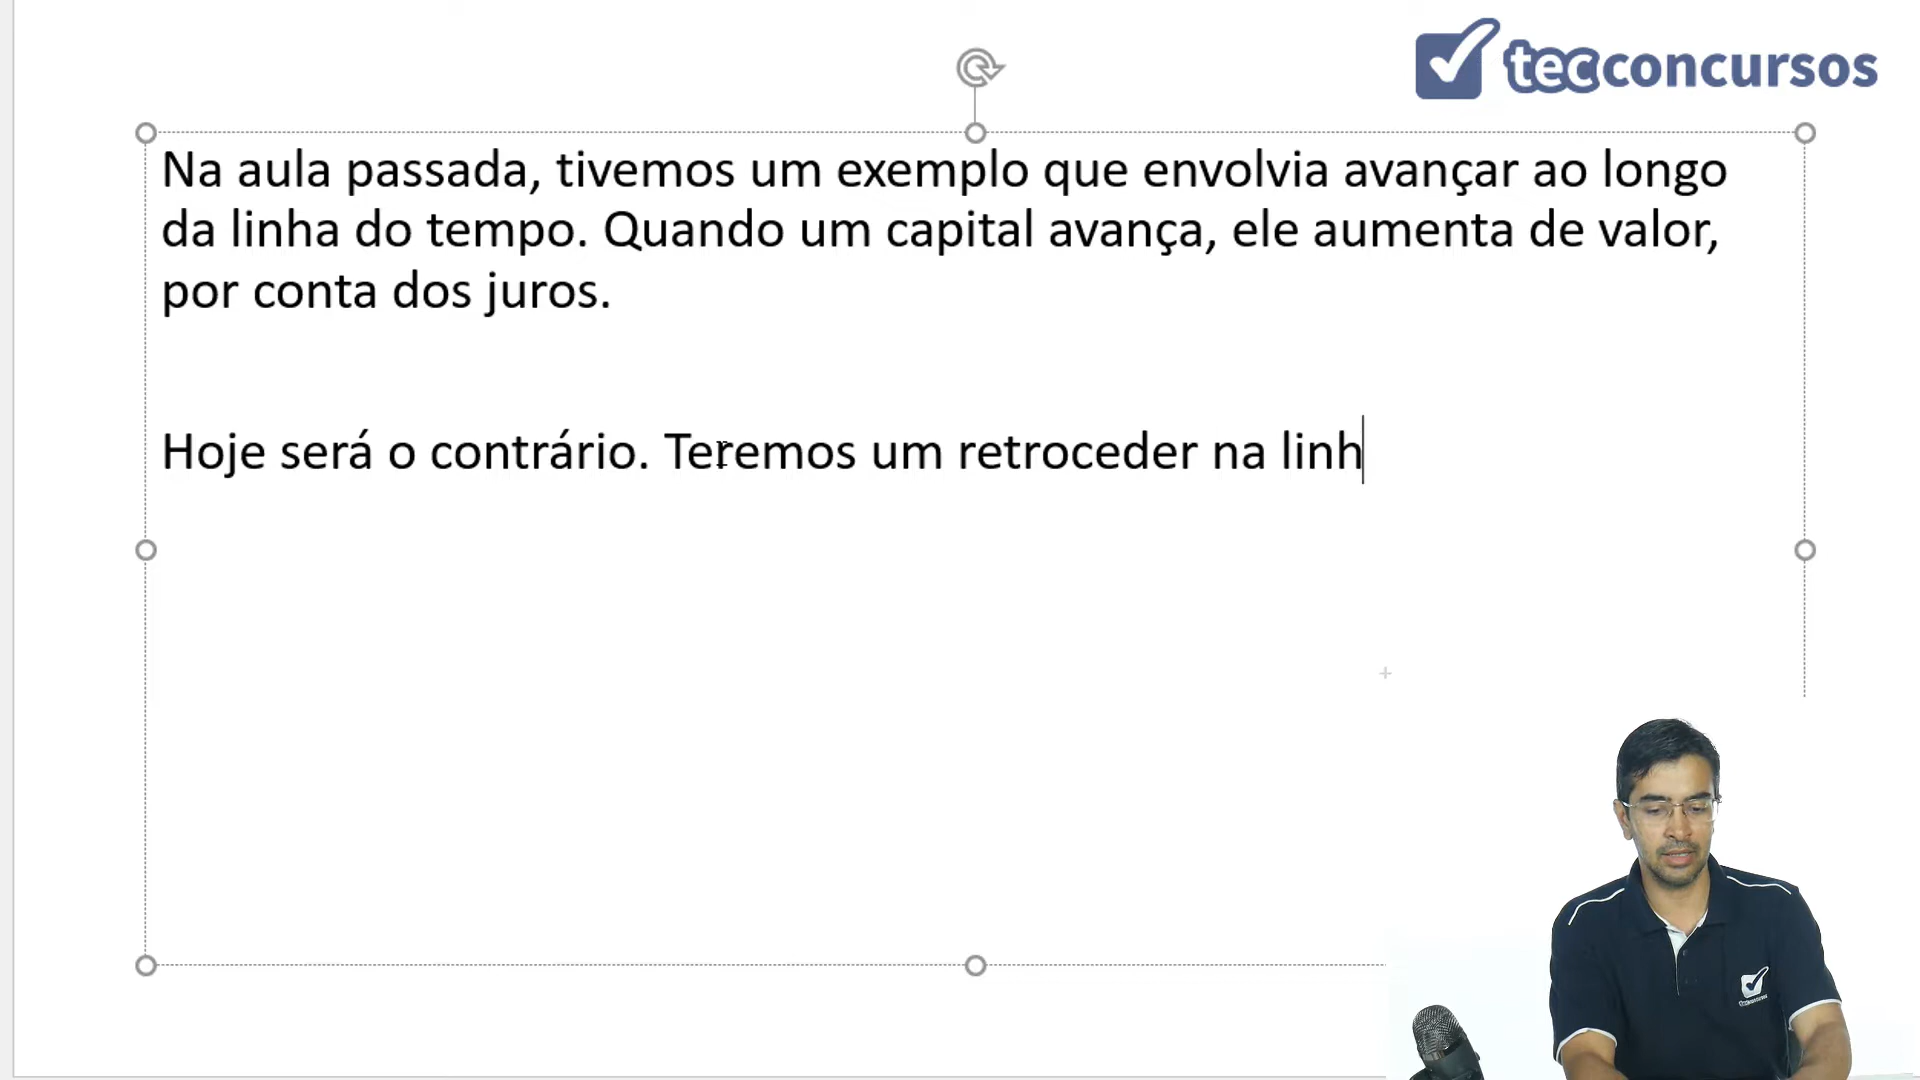 tecconcursos
Na aula passada, tivemos um exemplo que envolvia avançar ao longo
da linha do tempo. Quando um capital avança, ele aumenta de valor,
por conta dos juros.
Hoje será o contrário. Teremos um retroceder na linh